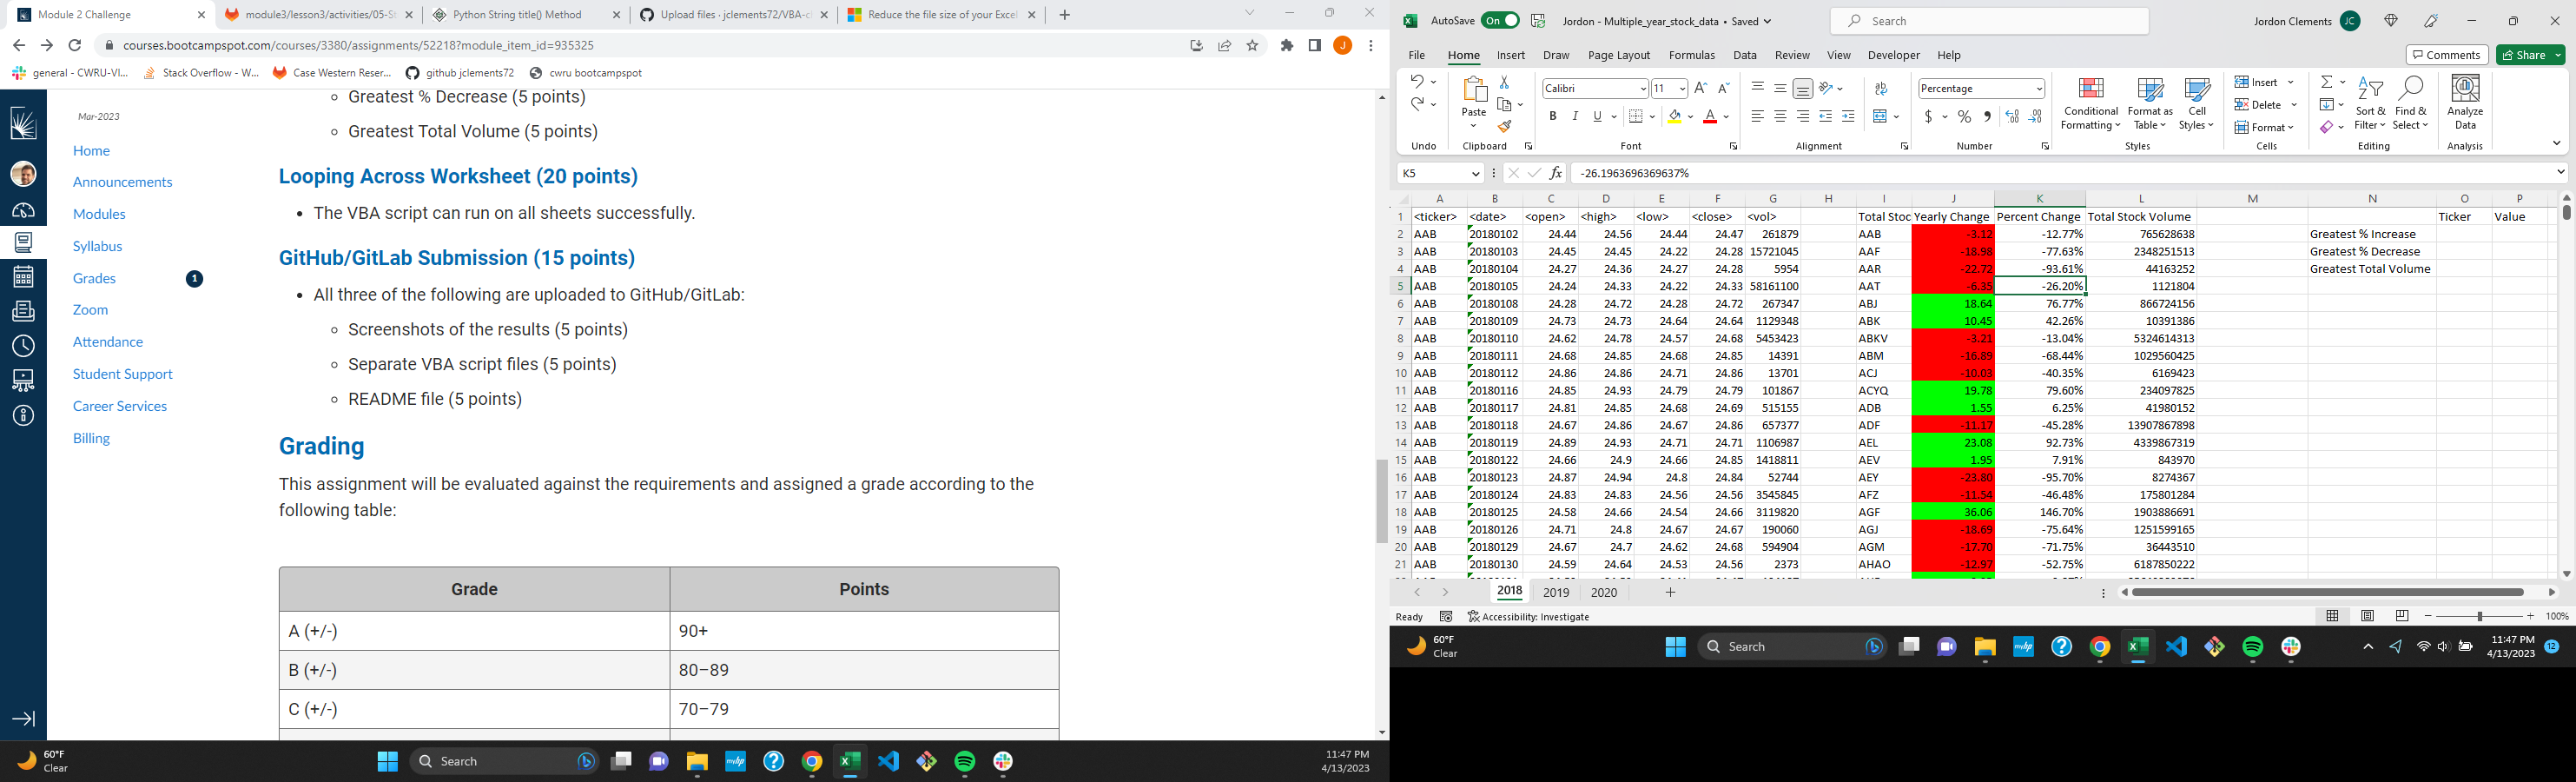 Module 2 Challenge
module3/lesson3/activities/05-St
Python String title() Method
Upload files · jclements72/VBA-c
Reduce the file size of your Excel
courses.bootcampspot.com/courses/3380/assignments/52218?module_item_id=935325
J
general - CWRU-VI...
Stack Overflow - W...
Case Western Reser...
github jclements72
cwru bootcampspot
Mar-2023
Home
Announcements
Modules
Syllabus
Grades
1
Zoom
Attendance
Student Support
Career Services
Billing
Greatest % Decrease (5 points)
Greatest Total Volume (5 points)
Looping Across Worksheet (20 points)
The VBA script can run on all sheets successfully.
GitHub/GitLab Submission (15 points)
All three of the following are uploaded to GitHub/GitLab:
Screenshots of the results (5 points)
Separate VBA script files (5 points)
README file (5 points)
Grading
This assignment will be evaluated against the requirements and assigned a grade according to the
following table:
Grade Points
A (+/-) 90+
B (+/-) 80–89
C (+/-) 70–79
60°F
Clear
Search
11:47 PM
4/13/2023
AutoSave On
Jordon - Multiple_year_stock_data • Saved
Search
Jordon Clements JC
File Home Insert Draw Page Layout Formulas Data Review View Developer Help
Comments Share
Undo
Paste
Clipboard
Calibri 11
B I U
Font
Alignment
Percentage
Number
Conditional Formatting
Format as Table
Cell Styles
Styles
Insert
Delete
Format
Cells
Sort & Filter
Find & Select
Editing
Analyze Data
Analysis
K5 fx -26.1963696369637%
A B C D E F G H I J K L M N O P
1 <ticker> <date> <open> <high> <low> <close> <vol> Total Stoc Yearly Change Percent Change Total Stock Volume Ticker Value
2 AAB 20180102 24.44 24.56 24.44 24.47 261879 AAB -3.12 -12.77% 765628638 Greatest % Increase
3 AAB 20180103 24.45 24.45 24.22 24.28 15721045 AAF -18.98 -77.63% 2348251513 Greatest % Decrease
4 AAB 20180104 24.27 24.36 24.27 24.28 5954 AAR -22.72 -93.61% 44163252 Greatest Total Volume
5 AAB 20180105 24.24 24.33 24.22 24.33 58161100 AAT -6.35 -26.20% 1121804
6 AAB 20180108 24.28 24.72 24.28 24.72 267347 ABJ 18.64 76.77% 866724156
7 AAB 20180109 24.73 24.73 24.64 24.64 1129348 ABK 10.45 42.26% 10391386
8 AAB 20180110 24.62 24.78 24.57 24.68 5453423 ABKV -3.21 -13.04% 5324614313
9 AAB 20180111 24.68 24.85 24.68 24.85 14391 ABM -16.89 -68.44% 1029560425
10 AAB 20180112 24.86 24.86 24.71 24.86 13701 ACJ -10.03 -40.35% 6169423
11 AAB 20180116 24.85 24.93 24.79 24.79 101867 ACYQ 19.78 79.60% 234097825
12 AAB 20180117 24.81 24.85 24.68 24.69 515155 ADB 1.55 6.25% 41980152
13 AAB 20180118 24.67 24.86 24.67 24.86 657377 ADF -11.17 -45.28% 13907867898
14 AAB 20180119 24.89 24.93 24.71 24.71 1106987 AEL 23.08 92.73% 4339867319
15 AAB 20180122 24.66 24.9 24.66 24.85 1418811 AEV 1.95 7.91% 843970
16 AAB 20180123 24.87 24.94 24.8 24.84 52744 AEY -23.80 -95.70% 8274367
17 AAB 20180124 24.83 24.83 24.56 24.56 3545845 AFZ -11.54 -46.48% 175801284
18 AAB 20180125 24.58 24.66 24.54 24.66 3119820 AGF 36.06 146.70% 1903886691
19 AAB 20180126 24.71 24.8 24.67 24.67 190060 AGJ -18.69 -75.64% 1251599165
20 AAB 20180129 24.67 24.7 24.62 24.68 594904 AGM -17.70 -71.75% 36443510
21 AAB 20180130 24.59 24.64 24.53 24.56 2373 AHAO -12.97 -52.75% 6187850222
2018 2019 2020
Ready Accessibility: Investigate 100%
60°F
Clear
Search
11:47 PM
4/13/2023
12